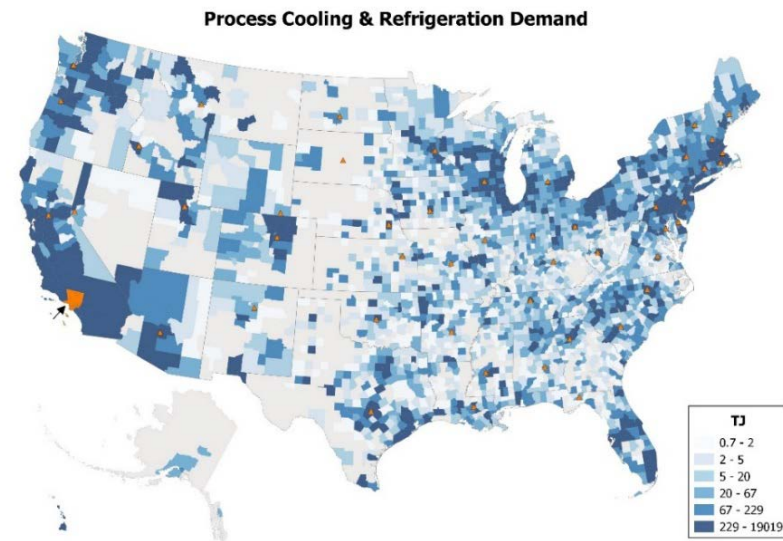 Process Cooling & Refrigeration Demand
TJ
0.7 - 2
2 - 5
5 - 20
20 - 67
67 - 229
229 - 19019